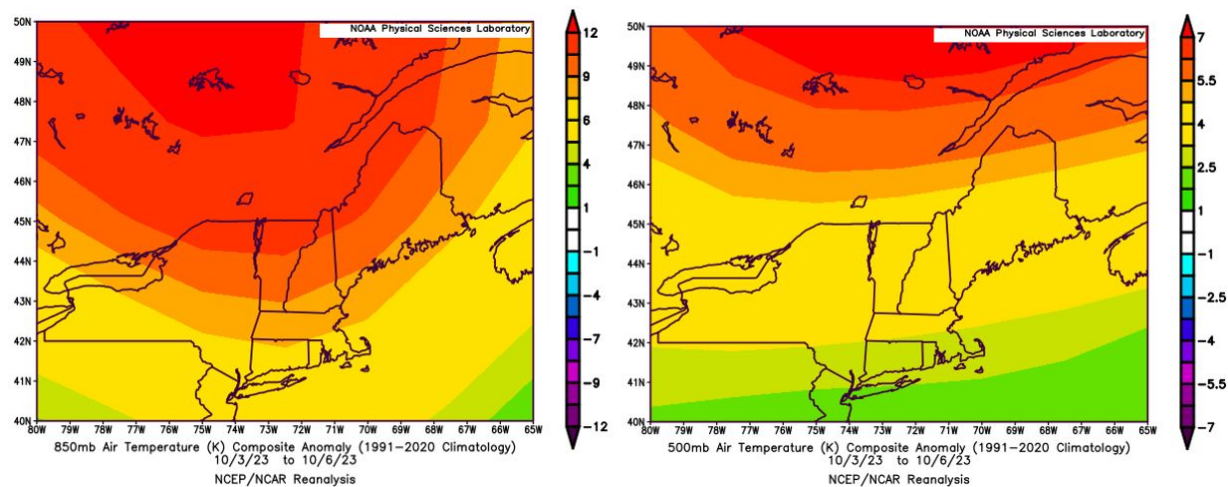 NOAA Physical Sciences Laboratory
50N
49N
48N
47N
46N
45N
44N
43N
42N
41N
40N
80W 79W 78W 77W 76W 75W 74W 73W 72W 71W 70W 69W 68W 67W 66W 65W
12
9
6
4
1
-1
-4
-7
-9
-12
850mb Air Temperature (K) Composite Anomaly (1991-2020 Climatology)
10/3/23 to 10/6/23
NCEP/NCAR Reanalysis
NOAA Physical Sciences Laboratory
50N
49N
48N
47N
46N
45N
44N
43N
42N
41N
40N
80W 79W 78W 77W 76W 75W 74W 73W 72W 71W 70W 69W 68W 67W 66W 65W
7
5.5
4
2.5
1
-1
-2.5
-4
-5.5
-7
500mb Air Temperature (K) Composite Anomaly (1991-2020 Climatology)
10/3/23 to 10/6/23
NCEP/NCAR Reanalysis